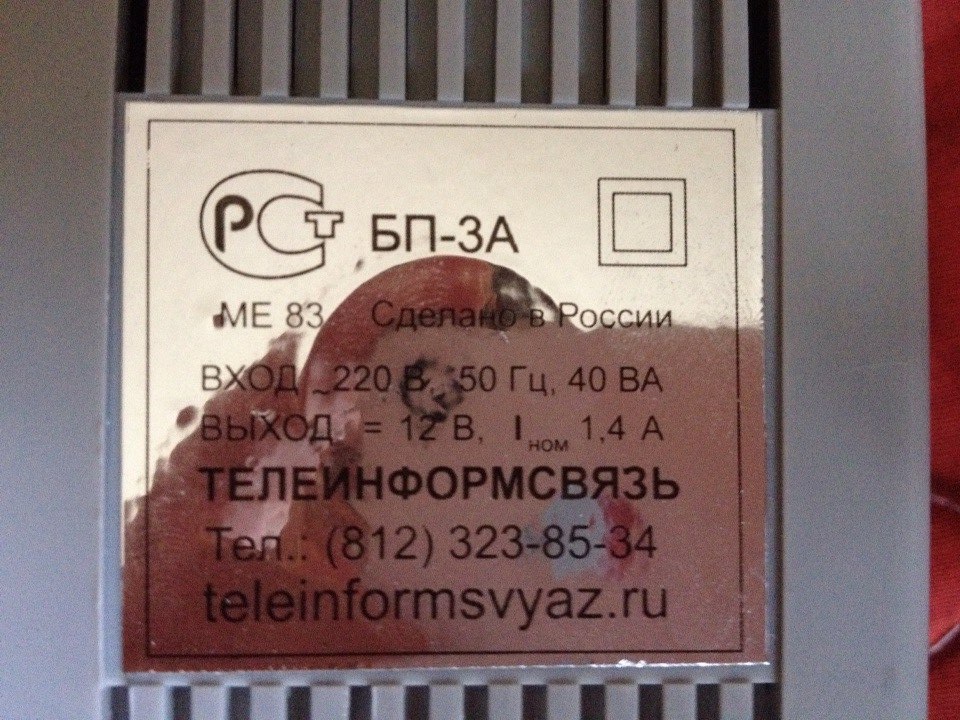 РСТ БП-3А
МЕ 83 Сделано в России
ВХОД ~220 В, 50 Гц, 40 ВА
ВЫХОД = 12 В, Iном 1,4 А
ТЕЛЕИНФОРМСВЯЗЬ
Тел.: (812) 323-85-34
teleinformsvyaz.ru